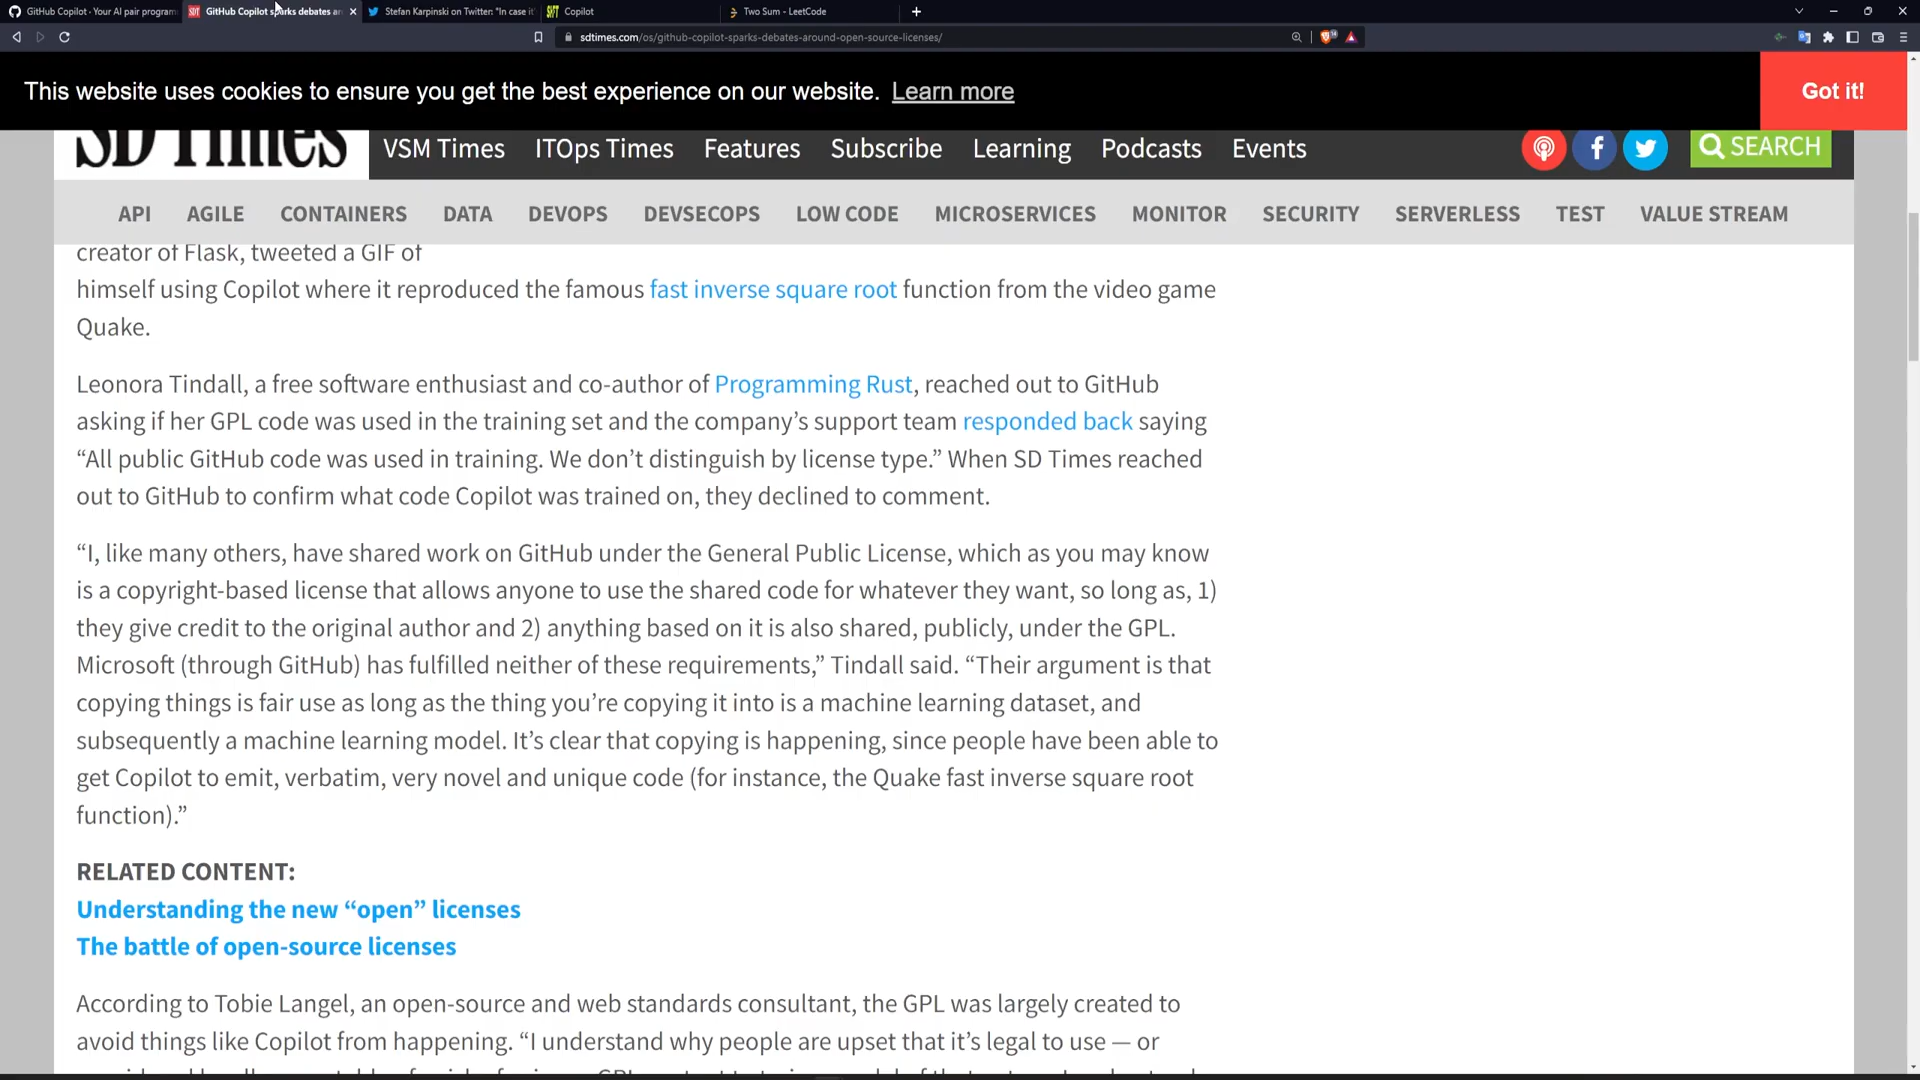 GitHub Copilot - Your AI pair program
GitHub Copilot sparks debates ar
Stefan Karpinski on Twitter: "In case it
Copilot
Two Sum - LeetCode
sdtimes.com/os/github-copilot-sparks-debates-around-open-source-licenses/
This website uses cookies to ensure you get the best experience on our website. Learn more
Got it!
SD Times
VSM Times ITOps Times Features Subscribe Learning Podcasts Events
SEARCH
API AGILE CONTAINERS DATA DEVOPS DEVSECOPS LOW CODE MICROSERVICES MONITOR SECURITY SERVERLESS TEST VALUE STREAM
creator of Flask, tweeted a GIF of
himself using Copilot where it reproduced the famous fast inverse square root function from the video game
Quake.
Leonora Tindall, a free software enthusiast and co-author of Programming Rust, reached out to GitHub
asking if her GPL code was used in the training set and the company’s support team responded back saying
“All public GitHub code was used in training. We don’t distinguish by license type.” When SD Times reached
out to GitHub to confirm what code Copilot was trained on, they declined to comment.
“I, like many others, have shared work on GitHub under the General Public License, which as you may know
is a copyright-based license that allows anyone to use the shared code for whatever they want, so long as, 1)
they give credit to the original author and 2) anything based on it is also shared, publicly, under the GPL.
Microsoft (through GitHub) has fulfilled neither of these requirements,” Tindall said. “Their argument is that
copying things is fair use as long as the thing you’re copying it into is a machine learning dataset, and
subsequently a machine learning model. It’s clear that copying is happening, since people have been able to
get Copilot to emit, verbatim, very novel and unique code (for instance, the Quake fast inverse square root
function).”
RELATED CONTENT:
Understanding the new “open” licenses
The battle of open-source licenses
According to Tobie Langel, an open-source and web standards consultant, the GPL was largely created to
avoid things like Copilot from happening. “I understand why people are upset that it’s legal to use — or